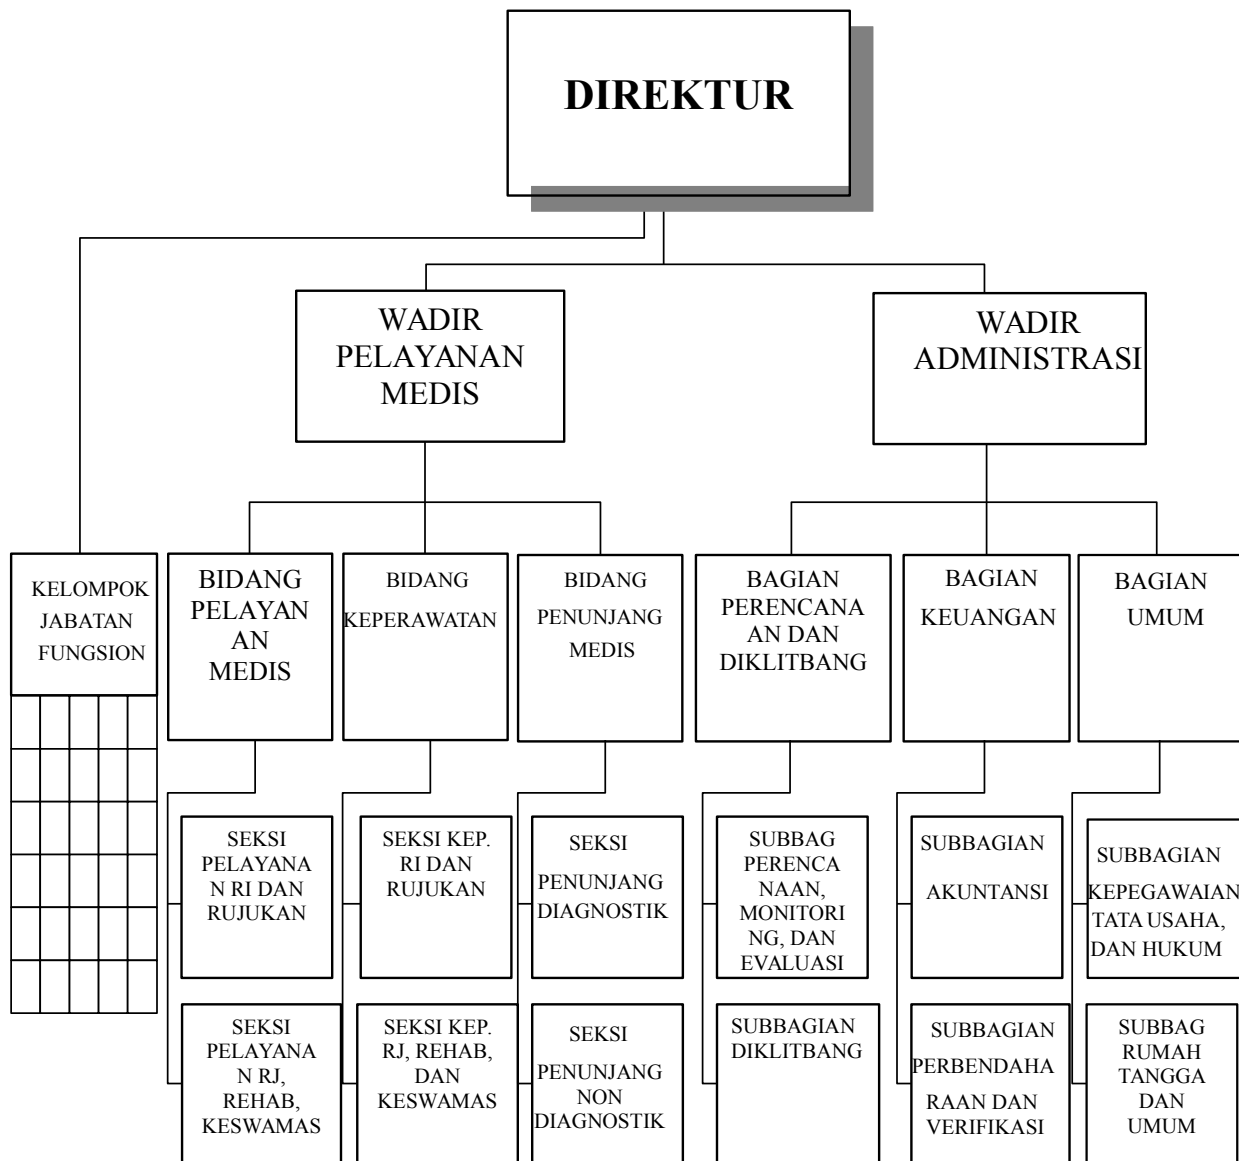 DIREKTUR
WADIR
PELAYANAN
MEDIS
WADIR
ADMINISTRASI
KELOMPOK
JABATAN
FUNGSION
BIDANG
PELAYAN
AN
MEDIS
BIDANG
KEPERAWATAN
BIDANG
PENUNJANG
MEDIS
BAGIAN
PERENCANA
AN DAN
DIKLITBANG
BAGIAN
KEUANGAN
BAGIAN
UMUM
SEKSI
PELAYANA
N RI DAN
RUJUKAN
SEKSI KEP.
RI DAN
RUJUKAN
SEKSI
PENUNJANG
DIAGNOSTIK
SUBBAG
PERENCA
NAAN,
MONITORI
NG, DAN
EVALUASI
SUBBAGIAN
AKUNTANSI
SUBBAGIAN
KEPEGAWAIAN
TATA USAHA,
DAN HUKUM
SEKSI
PELAYANA
N RJ,
REHAB,
KESWAMAS
SEKSI KEP.
RJ, REHAB,
DAN
KESWAMAS
SEKSI
PENUNJANG
NON
DIAGNOSTIK
SUBBAGIAN
DIKLITBANG
SUBBAGIAN
PERBENDAHA
RAAN DAN
VERIFIKASI
SUBBAG
RUMAH
TANGGA
DAN
UMUM